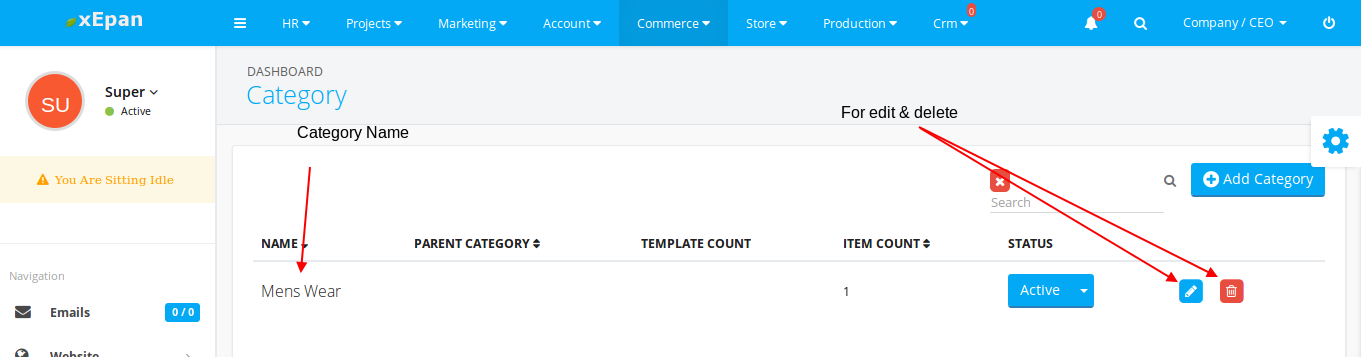 xEpan
HR Projects Marketing Account Commerce Store Production Crm 0 0 Company / CEO
SU
Super
Active
You Are Sitting Idle
Navigation
Emails 0 / 0
Website
DASHBOARD
Category
Category Name
For edit & delete
Search
Add Category
NAME PARENT CATEGORY TEMPLATE COUNT ITEM COUNT STATUS
Mens Wear 1 Active